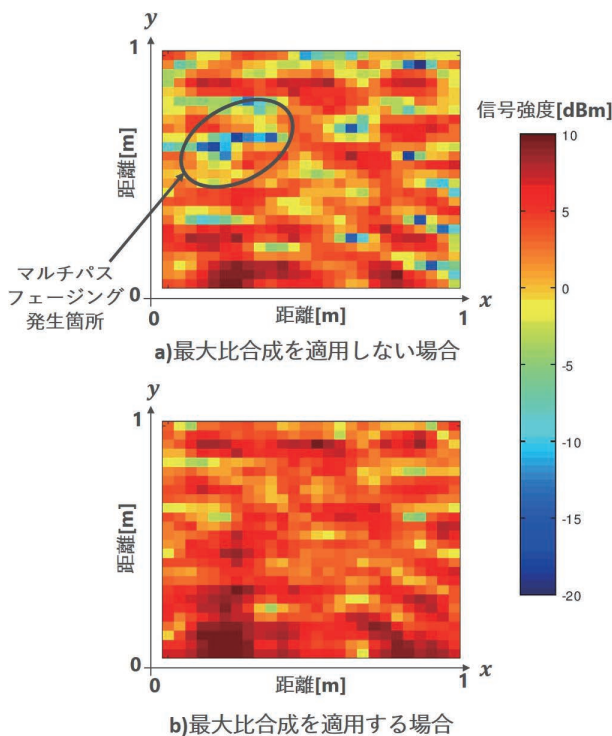 y
1
距離[m]
0
マルチパス
フェージング
発生箇所
0
距離[m]
1
x
a)最大比合成を適用しない場合
信号強度[dBm]
10
5
0
-5
-10
-15
-20
y
1
距離[m]
0
0
距離[m]
1
x
b)最大比合成を適用する場合